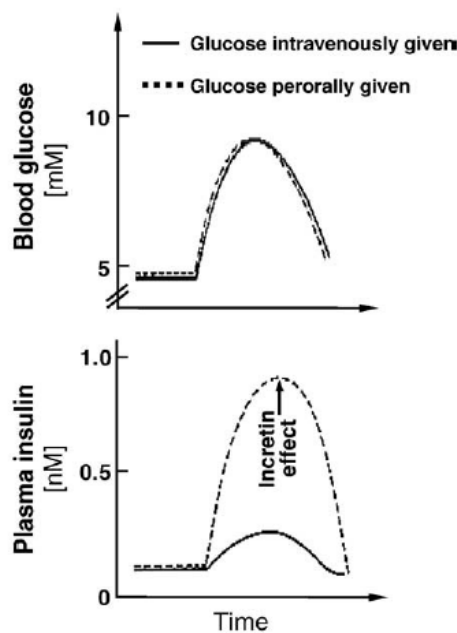 Glucose intravenously given
Glucose perorally given
Blood glucose
[mM]
10
5
Plasma insulin
[nM]
1.0
0.5
0
Incretin
effect
Time